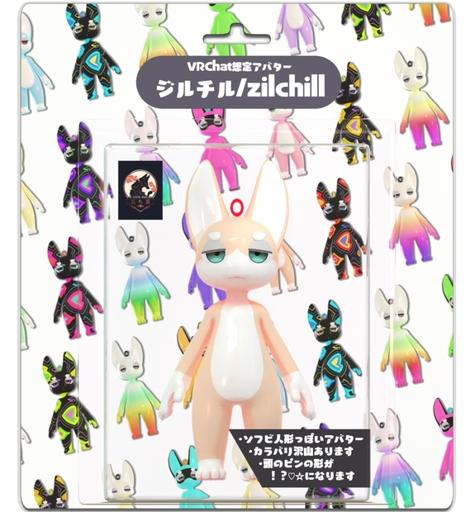 VRChat想定アバター
ジルチル/zilchill
・ソフビ人形っぽいアバター
・カラバリ沢山あります
・頭のピンの形が
！？♡☆になります